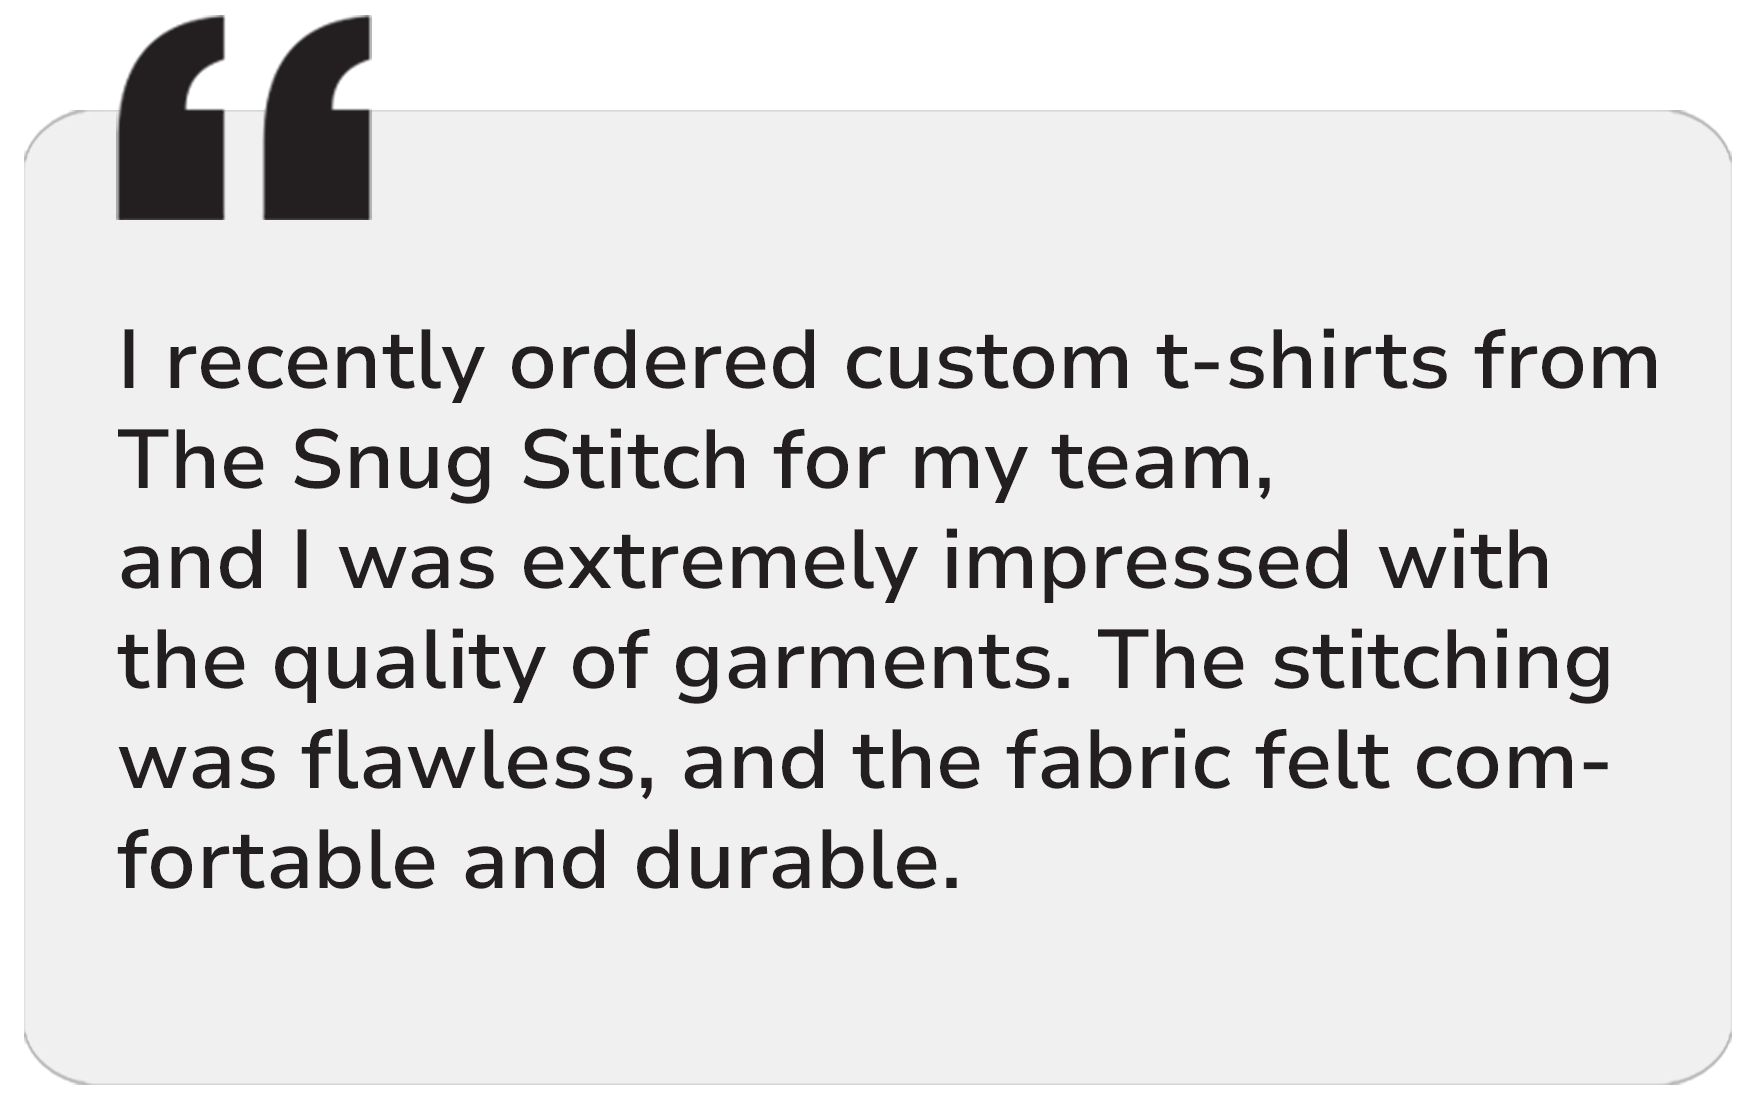 “
I recently ordered custom t-shirts from
The Snug Stitch for my team,
and I was extremely impressed with
the quality of garments. The stitching
was flawless, and the fabric felt com-
fortable and durable.